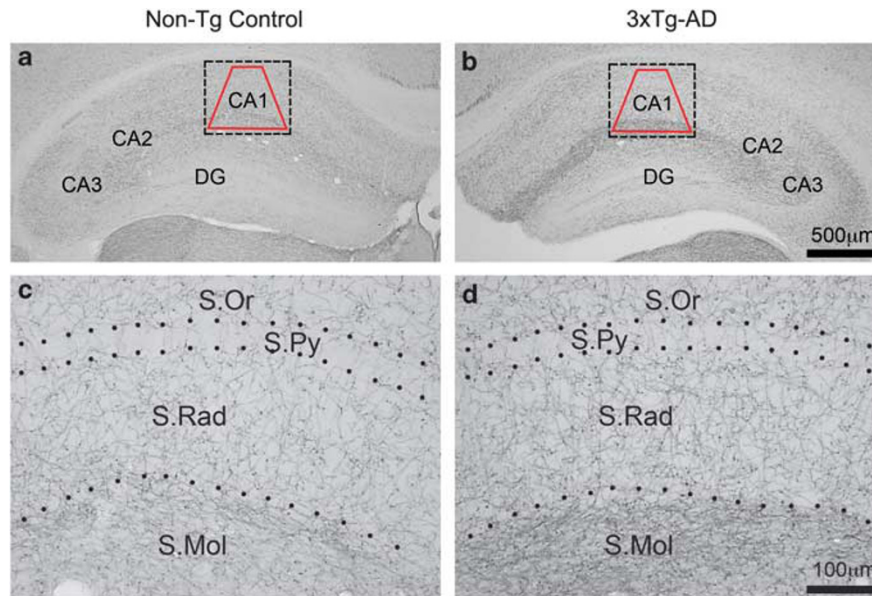 Non-Tg Control
3xTg-AD
a
CA1
CA2
CA3
DG
b
CA1
CA2
CA3
DG
500µm
c
S.Or
S.Py
S.Rad
S.Mol
d
S.Or
S.Py
S.Rad
S.Mol
100µm